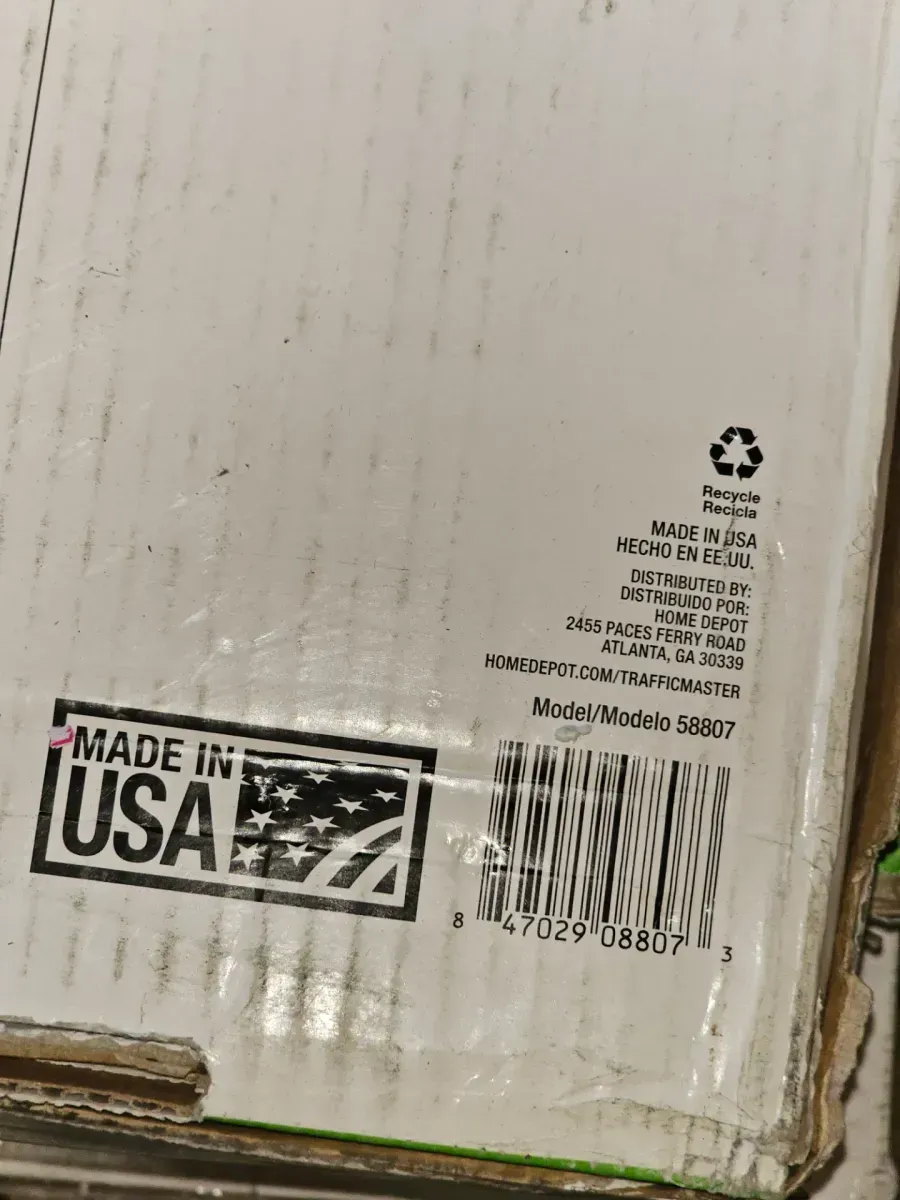 Recycle
Recicla
MADE IN USA
HECHO EN EE.UU.
DISTRIBUTED BY:
DISTRIBUIDO POR:
HOME DEPOT
2455 PACES FERRY ROAD
ATLANTA, GA 30339
HOMEDEPOT.COM/TRAFFICMASTER
Model/Modelo 58807
MADE IN
USA
8 47029 08807 3